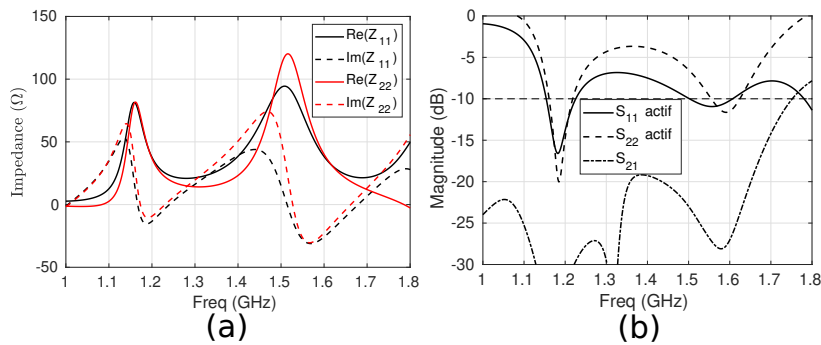 150
100
50
0
-50
Impedance (Ω)
Re(Z11)
Im(Z11)
Re(Z22)
Im(Z22)
1 1.1 1.2 1.3 1.4 1.5 1.6 1.7 1.8
Freq (GHz)
(a)
0
-5
-10
-15
-20
-25
-30
Magnitude (dB)
S11 actif
S22 actif
S21
1 1.1 1.2 1.3 1.4 1.5 1.6 1.7 1.8
Freq (GHz)
(b)